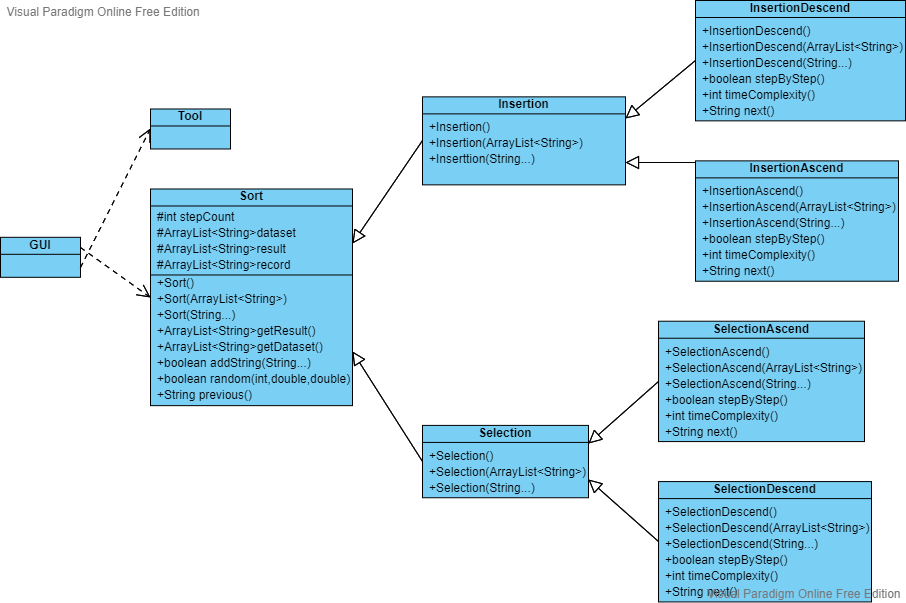 Visual Paradigm Online Free Edition
InsertionDescend
+InsertionDescend()
+InsertionDescend(ArrayList<String>)
+InsertionDescend(String...)
+boolean stepByStep()
+int timeComplexity()
+String next()
Tool
Insertion
+Insertion()
+Insertion(ArrayList<String>)
+Inserttion(String...)
InsertionAscend
+InsertionAscend()
+InsertionAscend(ArrayList<String>)
+InsertionAscend(String...)
+boolean stepByStep()
+int timeComplexity()
+String next()
GUI
Sort
#int stepCount
#ArrayList<String>dataset
#ArrayList<String>result
#ArrayList<String>record
+Sort()
+Sort(ArrayList<String>)
+Sort(String...)
+ArrayList<String>getResult()
+ArrayList<String>getDataset()
+boolean addString(String...)
+boolean random(int,double,double)
+String previous()
SelectionAscend
+SelectionAscend()
+SelectionAscend(ArrayList<String>)
+SelectionAscend(String...)
+boolean stepByStep()
+int timeComplexity()
+String next()
Selection
+Selection()
+Selection(ArrayList<String>)
+Selection(String...)
SelectionDescend
+SelectionDescend()
+SelectionDescend(ArrayList<String>)
+SelectionDescend(String...)
+boolean stepByStep()
+int timeComplexity()
+String next()
Visual Paradigm Online Free Edition